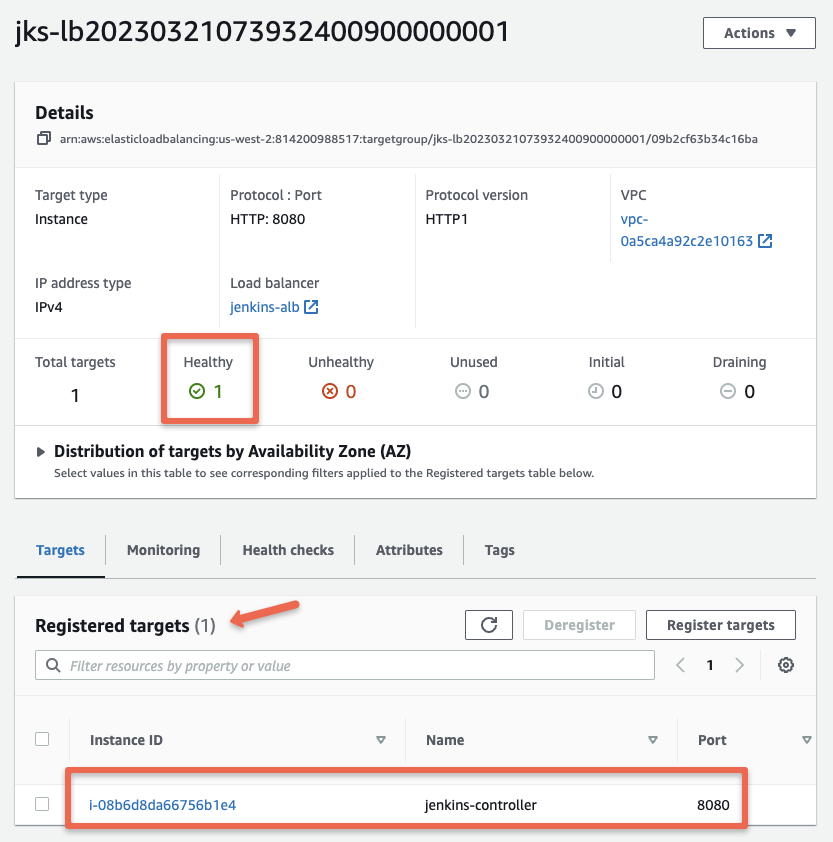 jks-lb20230321073932400900000001
Actions
Details
arn:aws:elasticloadbalancing:us-west-2:814200988517:targetgroup/jks-lb20230321073932400900000001/09b2cf63b34c16ba
Target type
Instance
Protocol : Port
HTTP: 8080
Protocol version
HTTP1
VPC
vpc-
0a5ca4a92c2e10163
IP address type
IPv4
Load balancer
jenkins-alb
Total targets
1
Healthy
1
Unhealthy
0
Unused
0
Initial
0
Draining
0
Distribution of targets by Availability Zone (AZ)
Select values in this table to see corresponding filters applied to the Registered targets table below.
Targets
Monitoring
Health checks
Attributes
Tags
Registered targets (1)
Deregister
Register targets
Filter resources by property or value
1
Instance ID
Name
Port
i-08b6d8da66756b1e4
jenkins-controller
8080